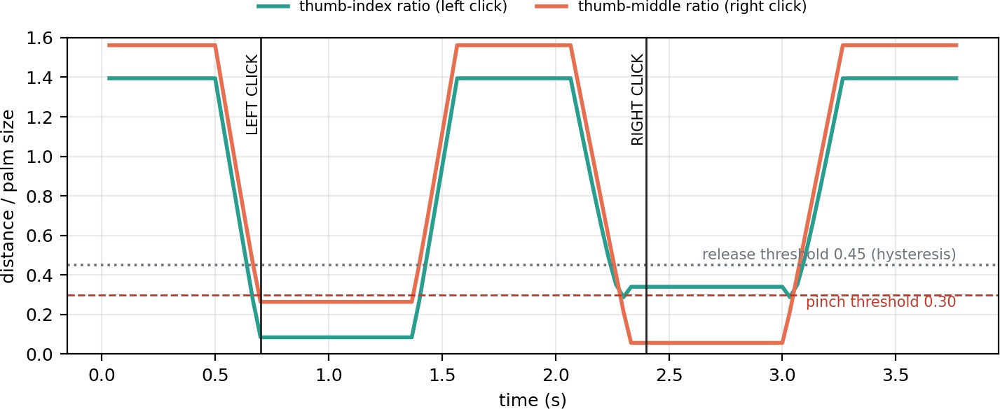 thumb-index ratio (left click) thumb-middle ratio (right click)
distance / palm size
1.6
1.4
1.2
1.0
0.8
0.6
0.4
0.2
0.0
LEFT CLICK
RIGHT CLICK
release threshold 0.45 (hysteresis)
pinch threshold 0.30
0.0 0.5 1.0 1.5 2.0 2.5 3.0 3.5
time (s)